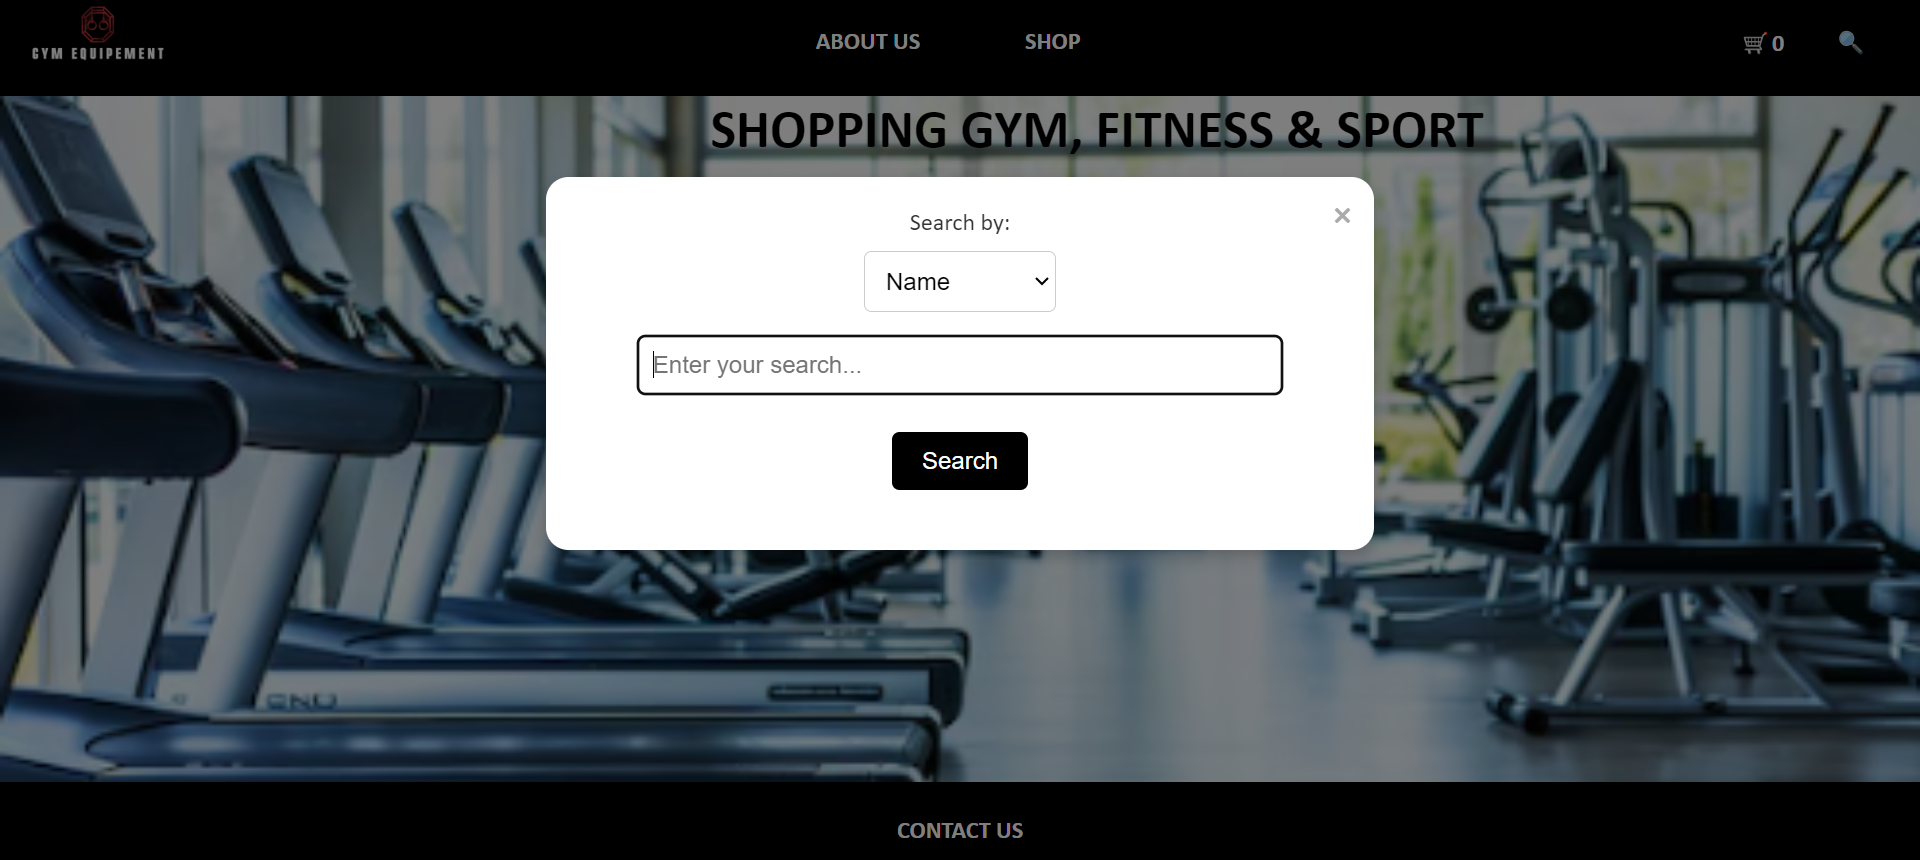 GYM EQUIPEMENT
ABOUT US
SHOP
0
SHOPPING GYM, FITNESS & SPORT
Search by:
×
Name
Enter your search...
Search
CNU
CONTACT US